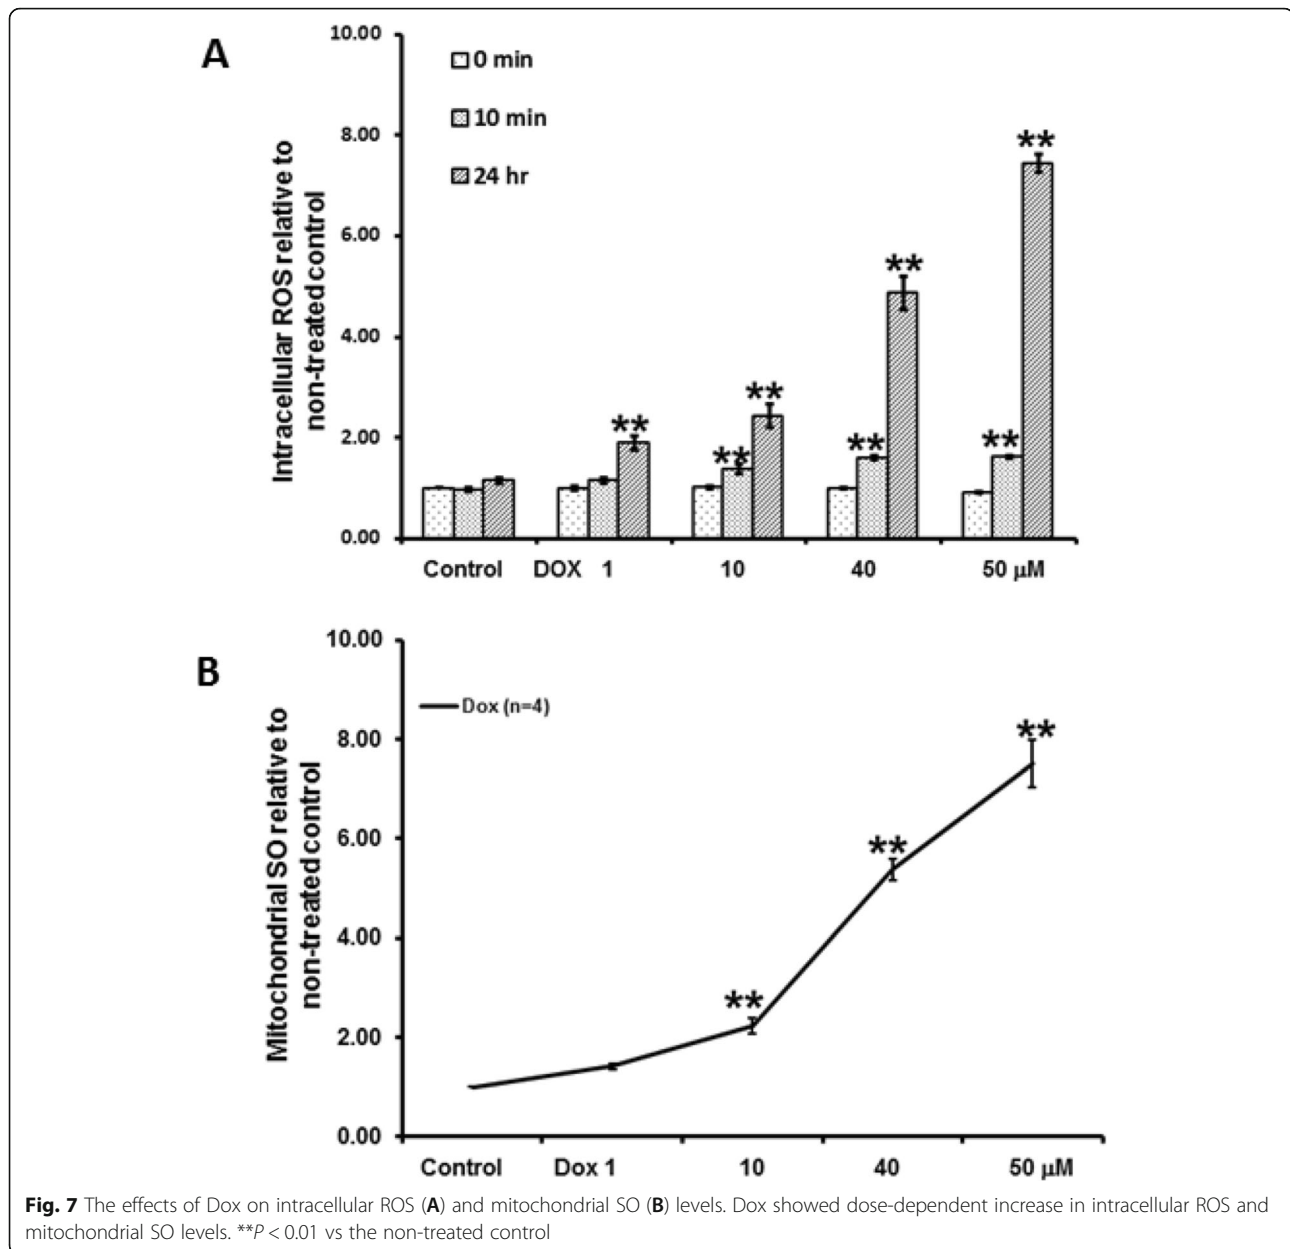 A
10.00
8.00
6.00
4.00
2.00
0.00
Intracellular ROS relative to
non-treated control
0 min
10 min
24 hr
**
**
**
**
**
**
**
Control DOX 1 10 40 50 μM
B
10.00
8.00
6.00
4.00
2.00
0.00
Mitochondrial SO relative to
non-treated control
Dox (n=4)
**
**
**
Control Dox 1 10 40 50 μM
Fig. 7 The effects of Dox on intracellular ROS (A) and mitochondrial SO (B) levels. Dox showed dose-dependent increase in intracellular ROS and
mitochondrial SO levels. **P < 0.01 vs the non-treated control